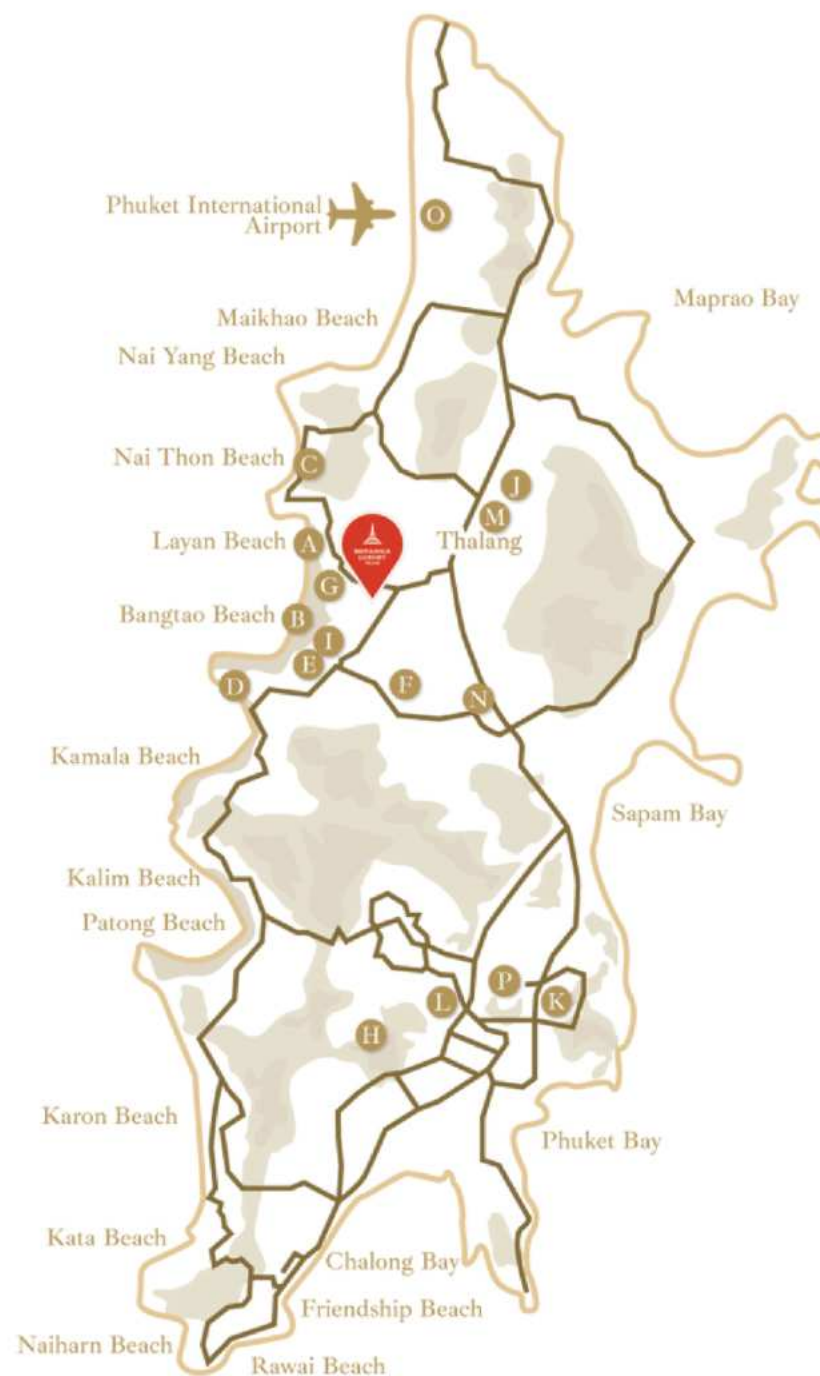 Phuket International
Airport
O
Maprao Bay
Maikhao Beach
Nai Yang Beach
Nai Thon Beach
C
J
M
Layan Beach
A
Thalang
G
Bangtao Beach
B
I
E
D
F
N
Kamala Beach
Sapam Bay
Kalim Beach
Patong Beach
P
L
K
H
Karon Beach
Phuket Bay
Kata Beach
Chalong Bay
Friendship Beach
Naiharn Beach
Rawai Beach